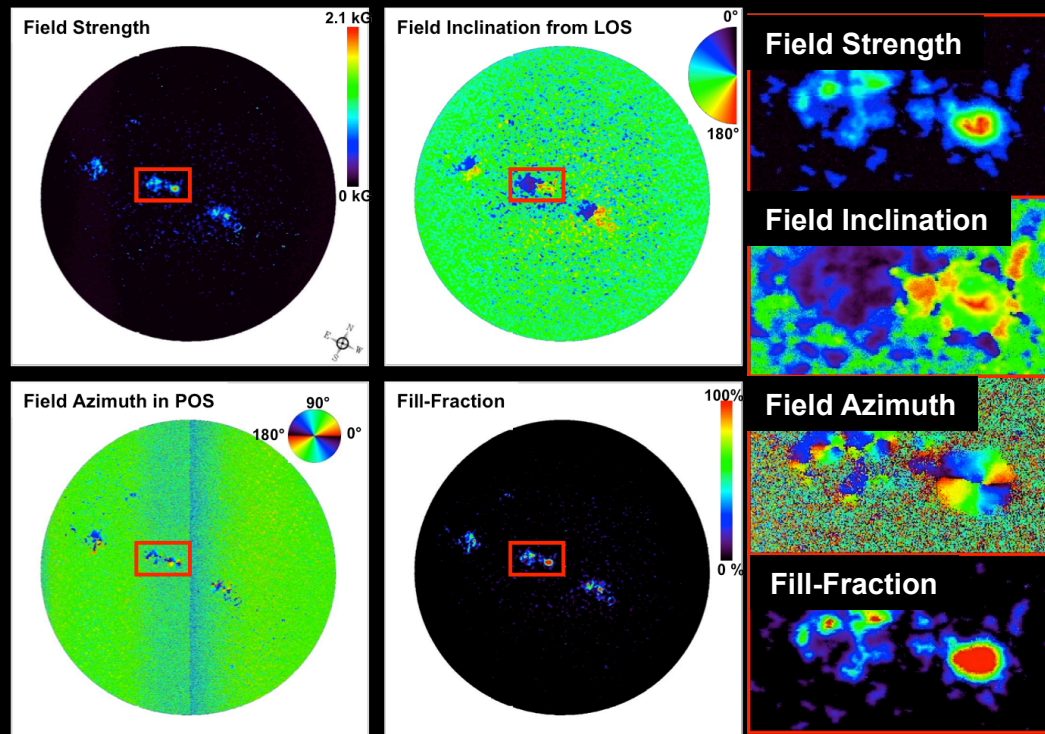 Field Strength
2.1 kG
0 kG
N
E
W
S
Field Inclination from LOS
0°
180°
Field Strength
Field Inclination
Field Azimuth in POS
90°
180°
0°
Fill-Fraction
100%
0 %
Field Azimuth
Fill-Fraction